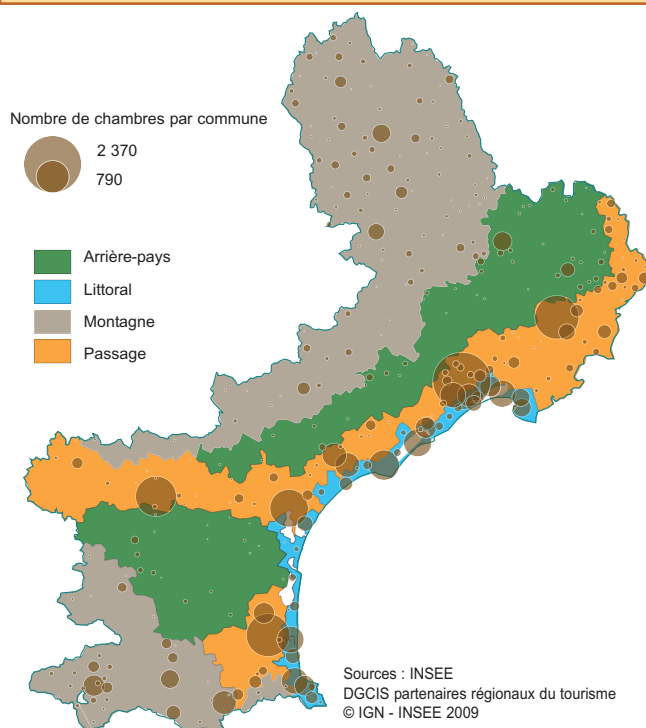 Nombre de chambres par commune
2 370
790
Arrière-pays
Littoral
Montagne
Passage
Sources : INSEE
DGCIS partenaires régionaux du tourisme
© IGN - INSEE 2009